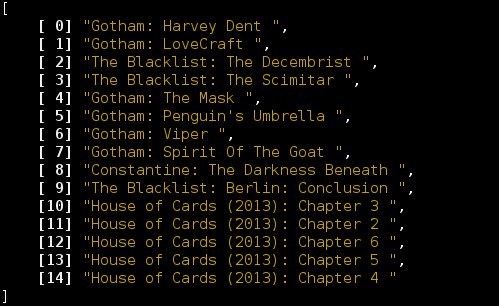 [
[ 0] "Gotham: Harvey Dent ",
[ 1] "Gotham: LoveCraft ",
[ 2] "The Blacklist: The Decembrist ",
[ 3] "The Blacklist: The Scimitar ",
[ 4] "Gotham: The Mask ",
[ 5] "Gotham: Penguin's Umbrella ",
[ 6] "Gotham: Viper ",
[ 7] "Gotham: Spirit Of The Goat ",
[ 8] "Constantine: The Darkness Beneath ",
[ 9] "The Blacklist: Berlin: Conclusion ",
[10] "House of Cards (2013): Chapter 3 ",
[11] "House of Cards (2013): Chapter 2 ",
[12] "House of Cards (2013): Chapter 6 ",
[13] "House of Cards (2013): Chapter 5 ",
[14] "House of Cards (2013): Chapter 4 "
]